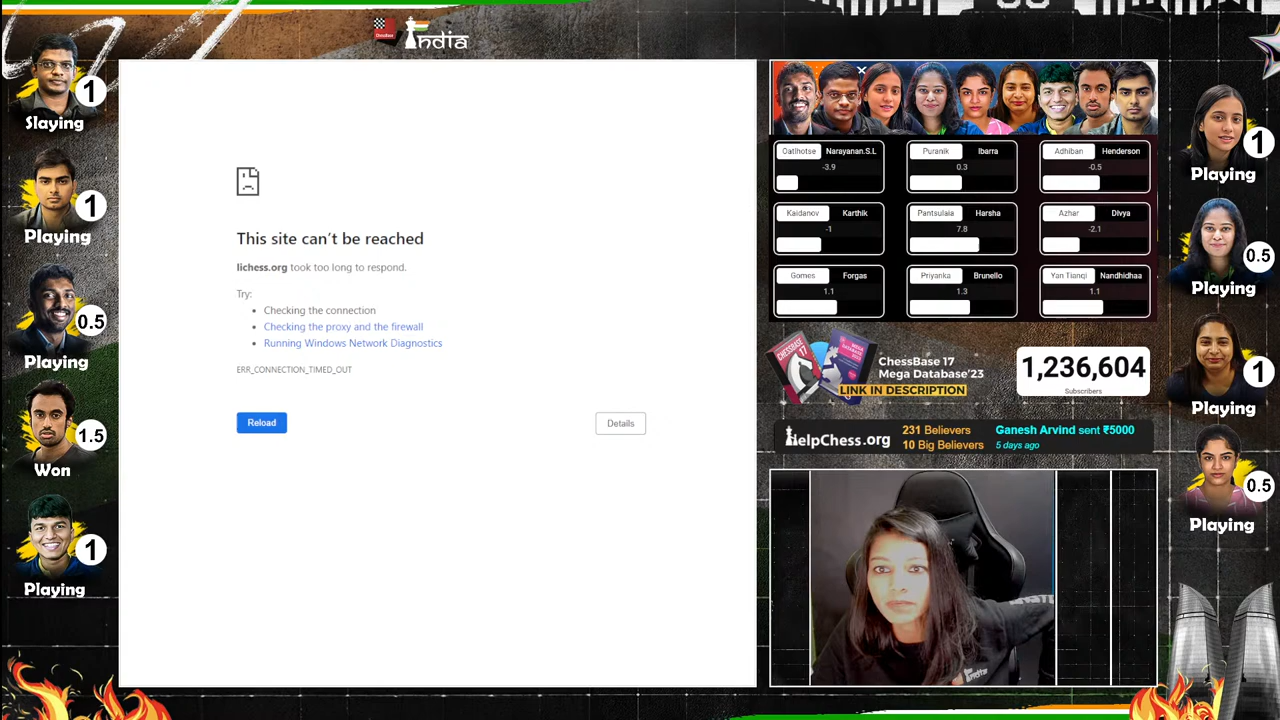 India
1
Slaying
1
Playing
0.5
Playing
1.5
Won
1
Playing
This site can't be reached
lichess.org took too long to respond.
Try:
• Checking the connection
• Checking the proxy and the firewall
• Running Windows Network Diagnostics
ERR_CONNECTION_TIMED_OUT
Reload
Details
Narayanan.S.L
-3.9
Puranik
Ibarra
0.3
Adhiban
Henderson
-0.5
Kaidanov
Karthik
-1
Pantsulaia
Harsha
7.8
Azhar
Divya
-2.1
Gomes
Forgas
1.1
Priyanka
Brunello
1.3
Yan Tianqi
Nandhidhaa
1.1
CHESSBASE 17
MEGA DATABASE
ChessBase 17
Mega Database'23
LINK IN DESCRIPTION
1,236,604
Subscribers
HelpChess.org
231 Believers
10 Big Believers
Ganesh Arvind sent ₹5000
5 days ago
1
Playing
0.5
Playing
1
Playing
0.5
Playing